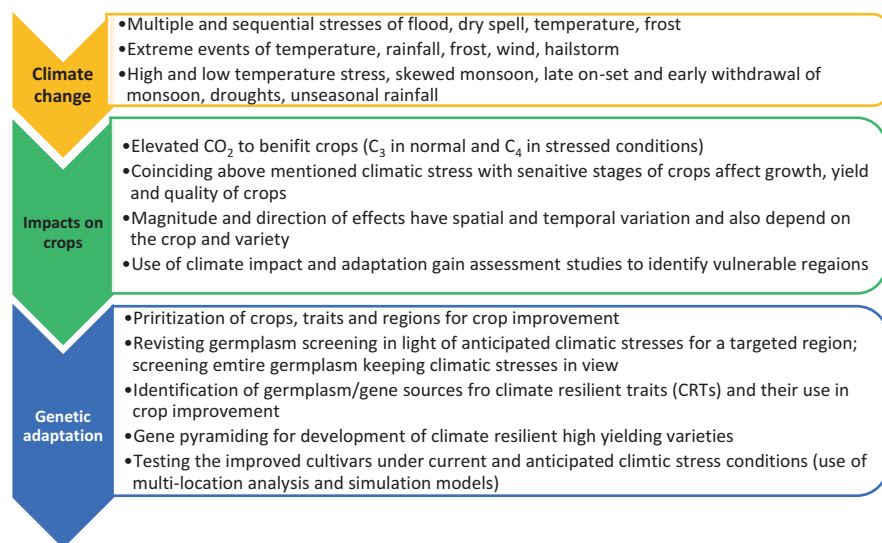 Climate
change
•Multiple and sequential stresses of flood, dry spell, temperature, frost
•Extreme events of temperature, rainfall, frost, wind, hailstorm
•High and low temperature stress, skewed monsoon, late on-set and early withdrawal of
monsoon, droughts, unseasonal rainfall
Impacts on
crops
•Elevated CO₂ to benifit crops (C₃ in normal and C₄ in stressed conditions)
•Coinciding above mentioned climatic stress with senaitive stages of crops affect growth, yield
and quality of crops
•Magnitude and direction of effects have spatial and temporal variation and also depend on
the crop and variety
•Use of climate impact and adaptation gain assessment studies to identify vulnerable regaions
Genetic
adaptation
•Priritization of crops, traits and regions for crop improvement
•Revisting germplasm screening in light of anticipated climatic stresses for a targeted region;
screening emtire germplasm keeping climatic stresses in view
•Identification of germplasm/gene sources fro climate resilient traits (CRTs) and their use in
crop improvement
•Gene pyramiding for development of climate resilient high yielding varieties
•Testing the improved cultivars under current and anticipated climtic stress conditions (use of
multi-location analysis and simulation models)